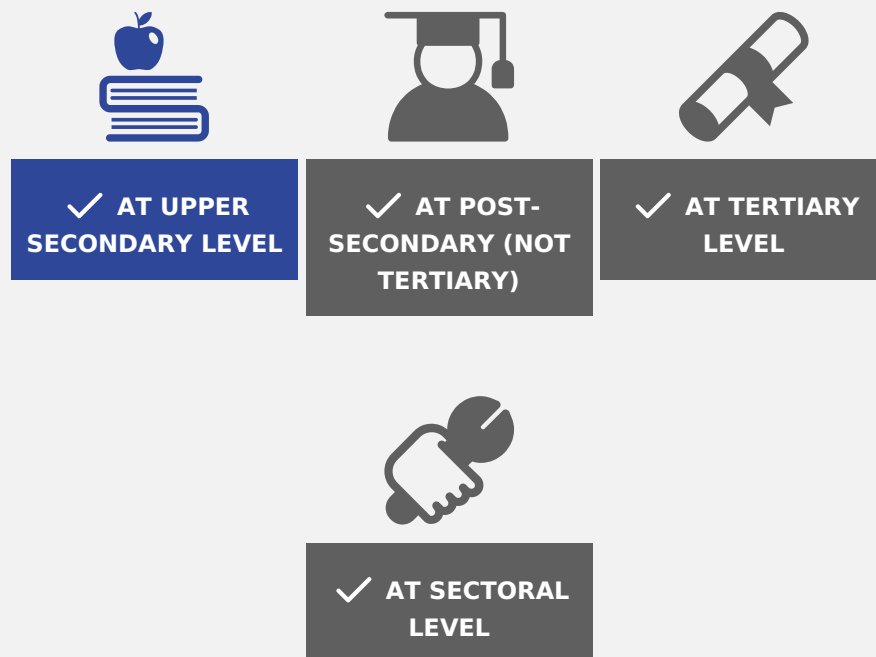 ✓ AT UPPER
SECONDARY LEVEL
✓ AT POST-
SECONDARY (NOT
TERTIARY)
✓ AT TERTIARY
LEVEL
✓ AT SECTORAL
LEVEL